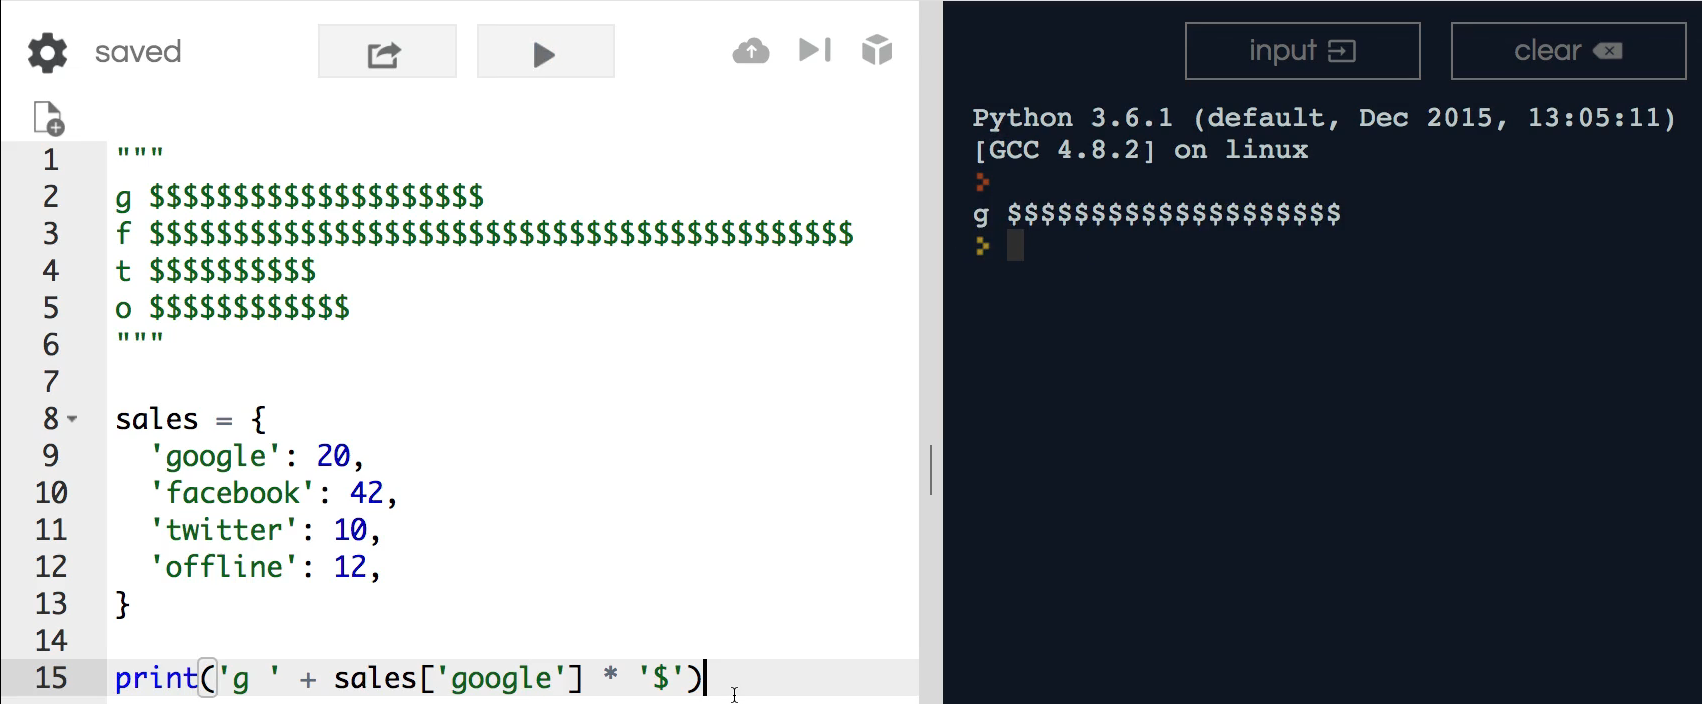 saved
"""
g $$$$$$$$$$$$$$$$$$$$
f $$$$$$$$$$$$$$$$$$$$$$$$$$$$$$$$$$$$$$$$$$
t $$$$$$$$$$
o $$$$$$$$$$$$
"""
sales = {
'google': 20,
'facebook': 42,
'twitter': 10,
'offline': 12,
}
print('g ' + sales['google'] * '$')
1
2
3
4
5
6
7
8
9
10
11
12
13
14
15
input
clear
Python 3.6.1 (default, Dec 2015, 13:05:11)
[GCC 4.8.2] on linux
g $$$$$$$$$$$$$$$$$$$$